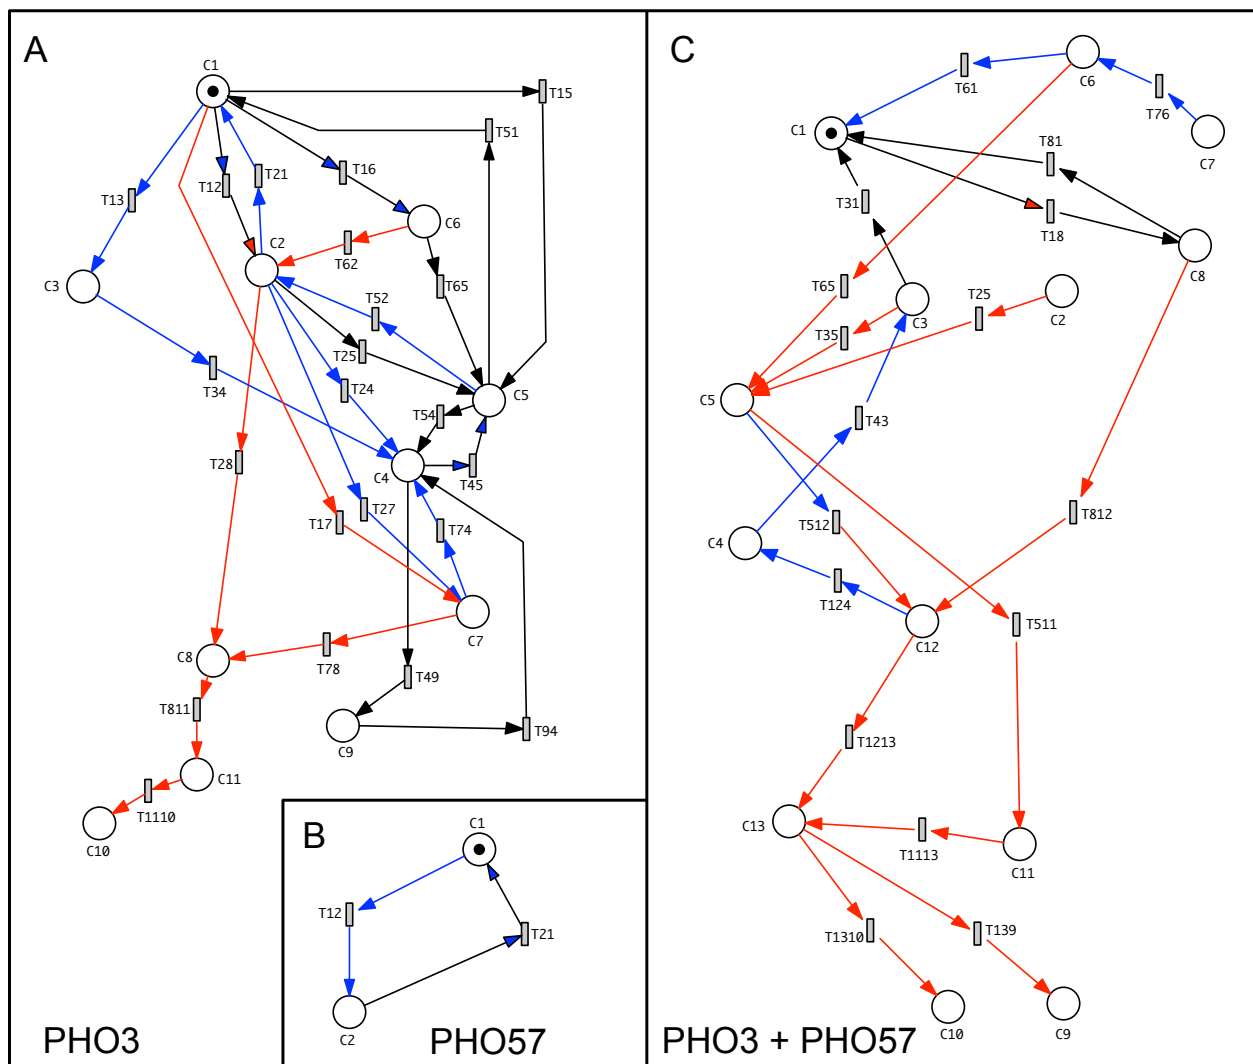 A
C1
T15
T51
T16
T12
T21
T13
C6
C2
T62
C3
T65
T52
T25
T34
T24
C5
T54
C4
T45
T28
T27
T17
T74
C7
C8
T78
T49
T811
C9
T94
C11
T1110
C10
PHO3
B
C1
T12
T21
C2
PHO57
C
T61
C6
T76
C1
T81
C7
T31
T18
C8
T65
T25
C3
C2
T35
C5
T43
T512
T812
C4
T124
T511
C12
T1213
C13
T1113
C11
T1310
T139
C10
C9
PHO3 + PHO57